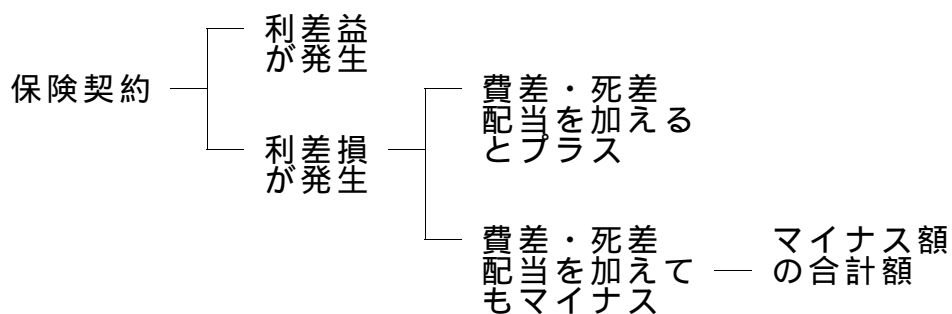 保険契約
利差益
が発生
利差損
が発生
費差・死差
配当を加える
とプラス
費差・死差
配当を加えて
もマイナス
マイナス額
の合計額